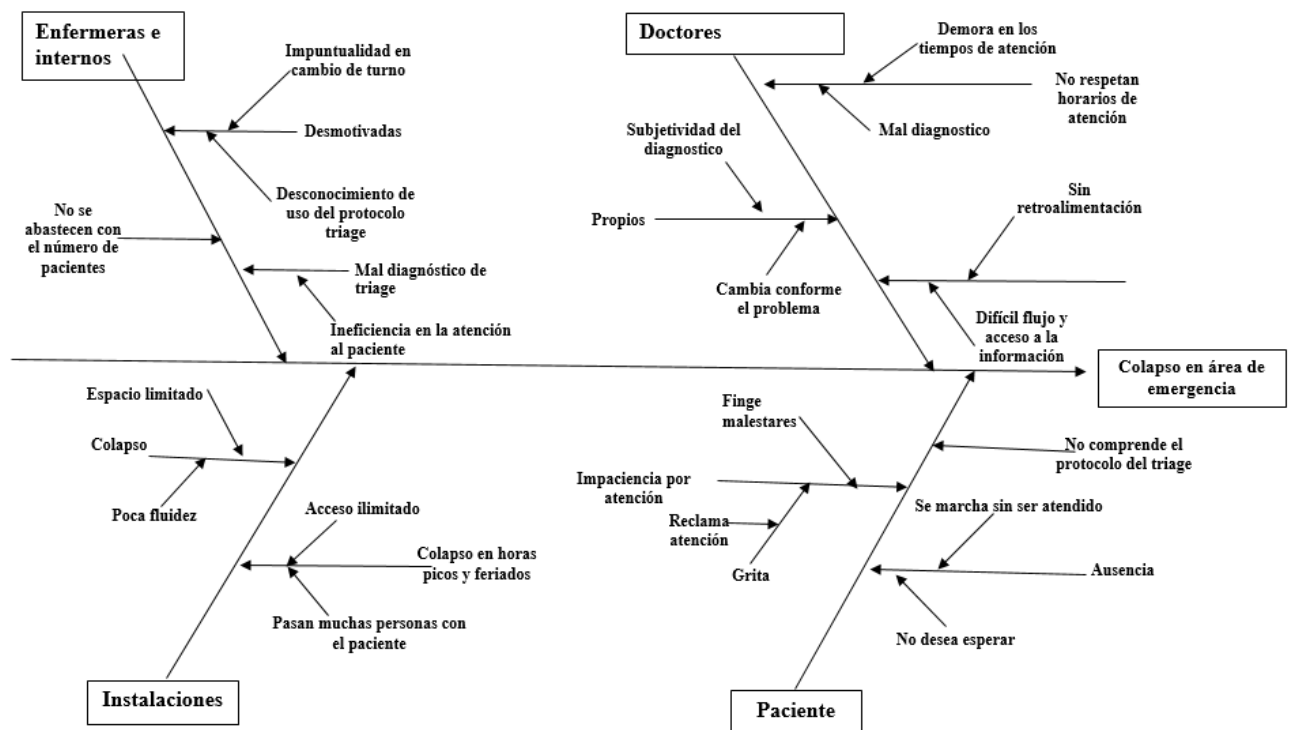 Enfermeras e
internos
Impuntualidad en
cambio de turno
Desmotivadas
Desconocimiento de
uso del protocolo
triage
No se
abastecen con
el número de
pacientes
Mal diagnóstico de
triage
Ineficiencia en la atención
al paciente
Doctores
Demora en los
tiempos de atención
No respetan
horarios de
atención
Mal diagnostico
Subjetividad del
diagnostico
Propios
Cambia conforme
el problema
Sin
retroalimentación
Difícil flujo y
acceso a la
información
Colapso en área de
emergencia
Espacio limitado
Colapso
Poca fluidez
Acceso ilimitado
Colapso en horas
picos y feriados
Pasan muchas personas con
el paciente
Instalaciones
Finge
malestares
Impaciencia por
atención
Reclama
atención
Grita
No comprende el
protocolo del triage
Se marcha sin ser atendido
Ausencia
No desea esperar
Paciente